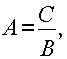 A = C/B,